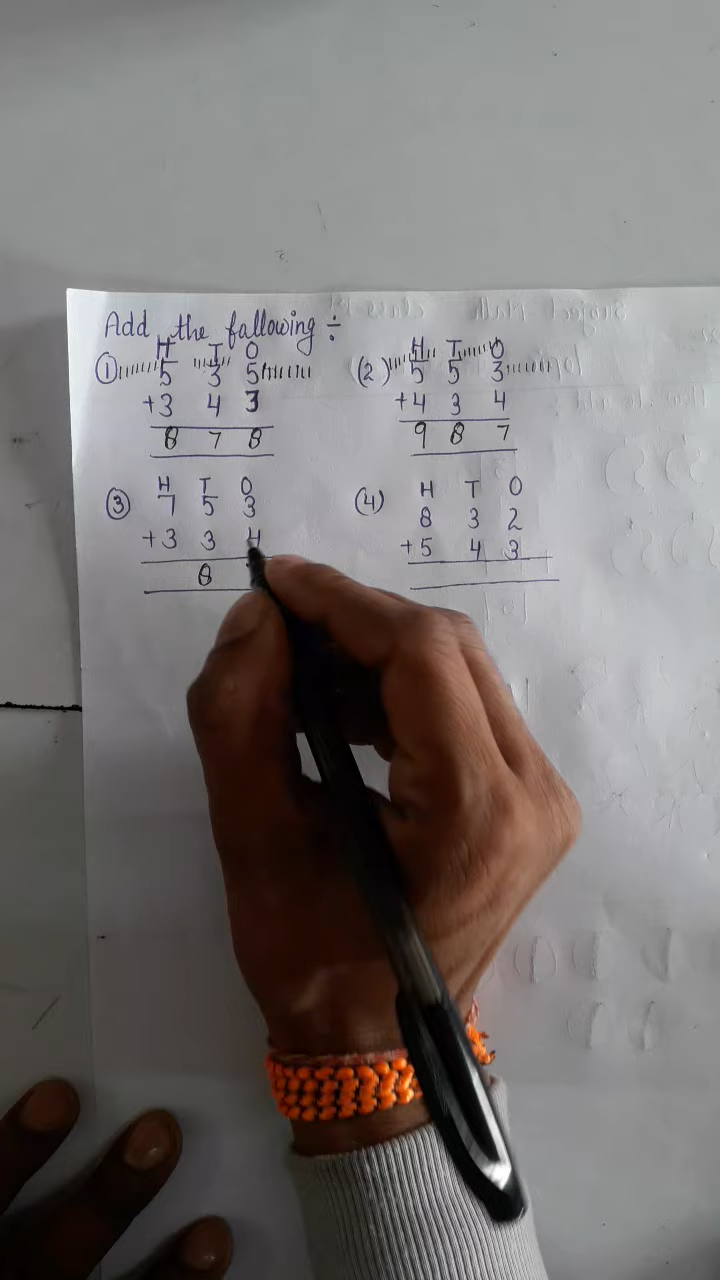 Add the fallowing ÷
① H T O
5 3 5
+3 4 3
8 7 8
(2) H T O
5 5 3
+4 3 4
9 8 7
③ H T O
7 5 3
+3 3 4
8
(4) H T O
8 3 2
+5 4 3